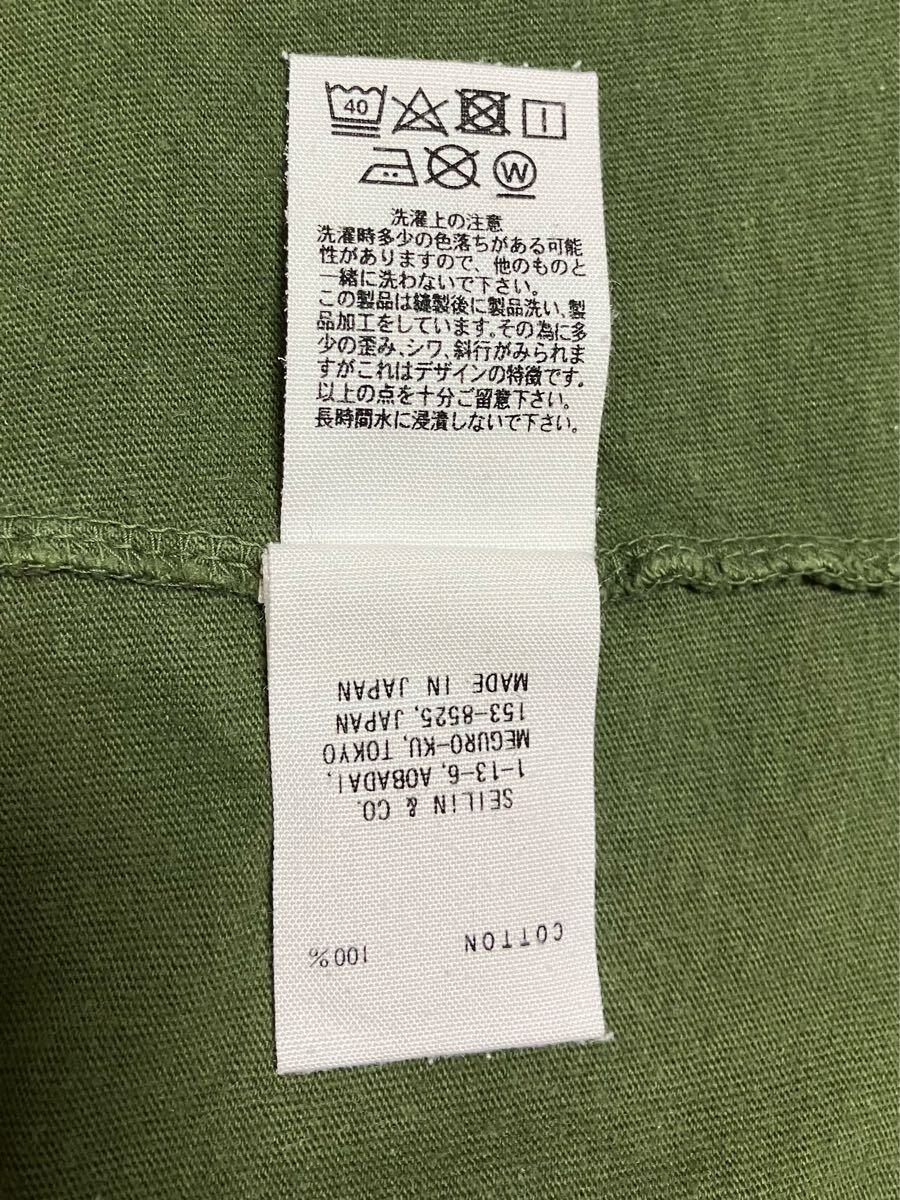 40
W
洗濯上の注意
洗濯時多少の色落ちがある可能
性がありますので、他のものと
一緒に洗わないで下さい。
この製品は縫製後に製品洗い、製
品加工をしています。その為に多
少の歪み、シワ、斜行がみられま
すがこれはデザインの特徴です。
以上の点を十分ご留意下さい。
長時間水に浸漬しないで下さい。
COTTON 100%
SEILIN & CO.
1-13-6, AOBADAI,
MEGURO-KU, TOKYO
153-8525, JAPAN
MADE IN JAPAN